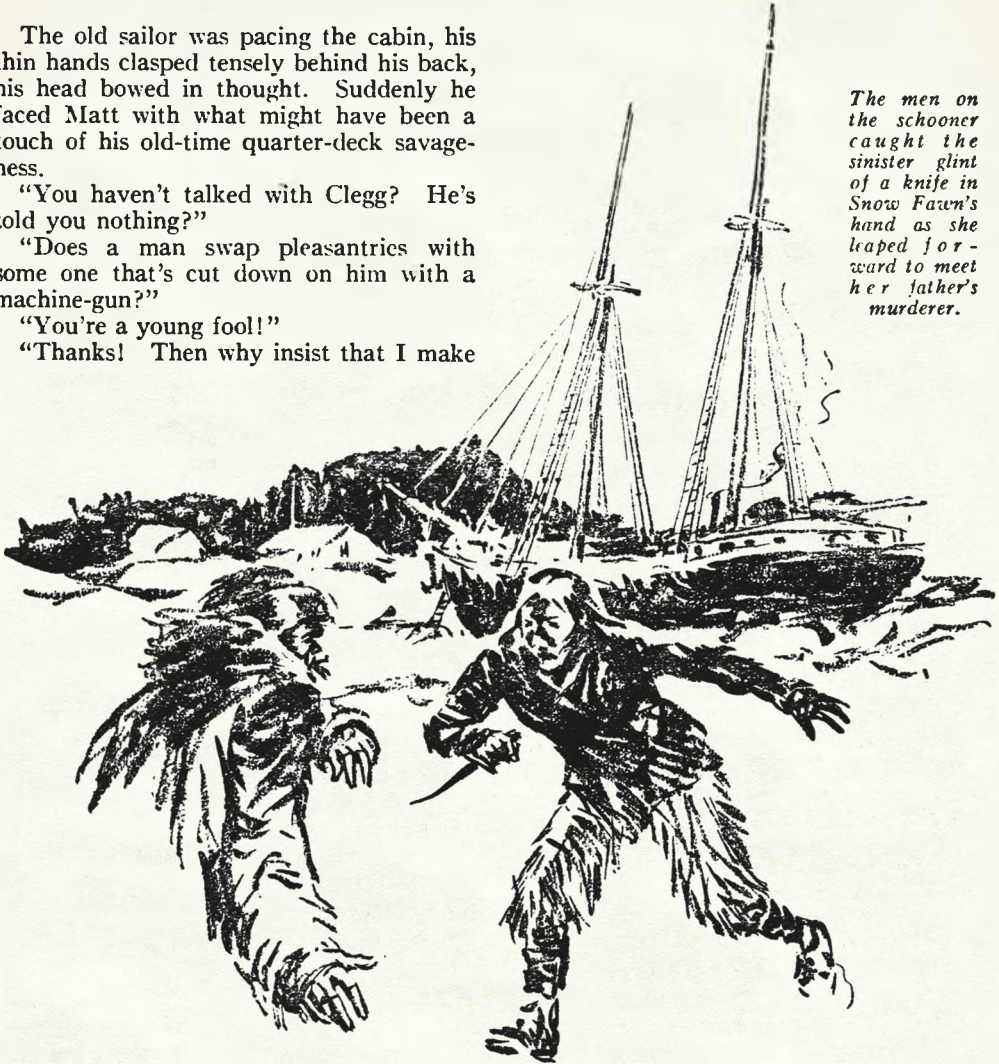 The old sailor was pacing the cabin, his
thin hands clasped tensely behind his back,
his head bowed in thought. Suddenly he
faced Matt with what might have been a
touch of his old-time quarter-deck savage-
ness.
"You haven't talked with Clegg? He's
told you nothing?"
"Does a man swap pleasantries with
some one that's cut down on him with a
machine-gun?"
"You're a young fool!"
"Thanks! Then why insist that I make
The men on
the schooner
caught the
sinister glint
of a knife in
Snow Fawn's
hand as she
leaped for-
ward to meet
her father's
murderer.